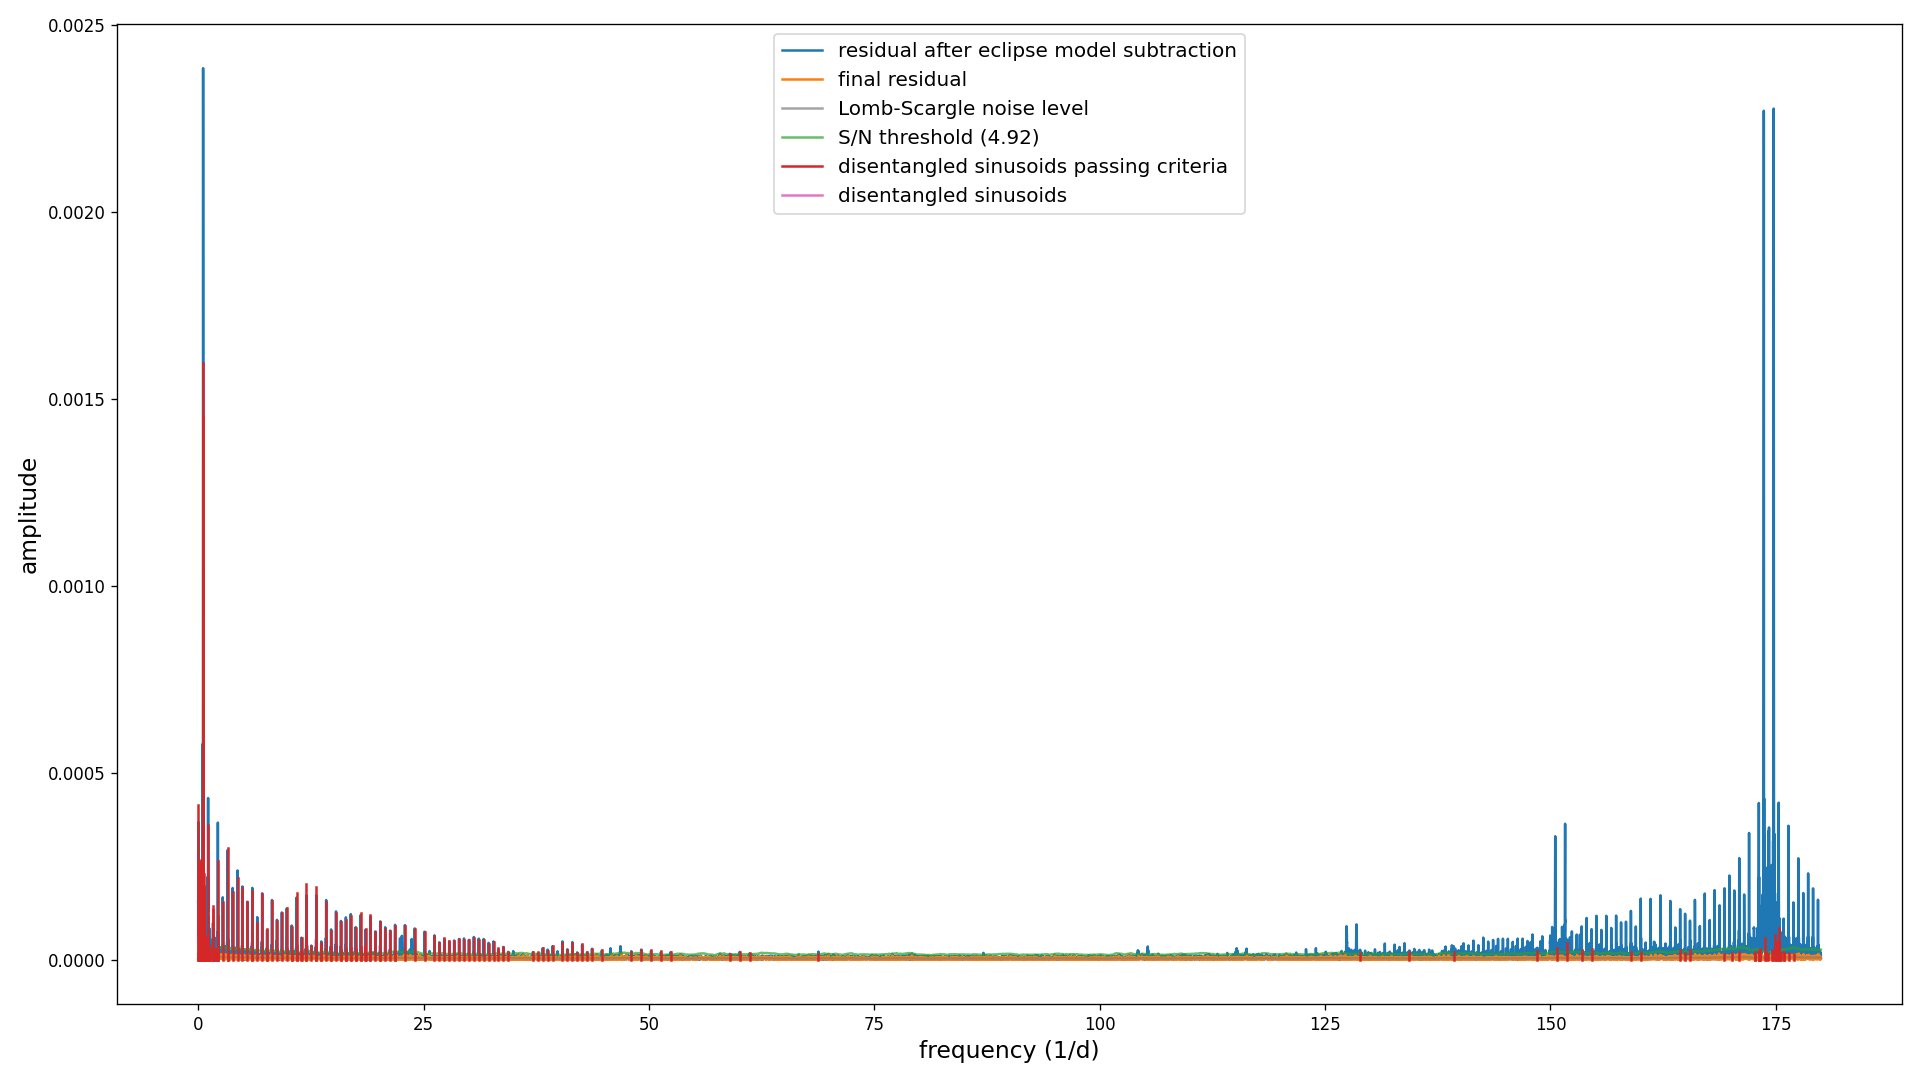 residual after eclipse model subtraction
final residual
Lomb-Scargle noise level
S/N threshold (4.92)
disentangled sinusoids passing criteria
disentangled sinusoids
amplitude
0.0025
0.0020
0.0015
0.0010
0.0005
0.0000
0 25 50 75 100 125 150 175
frequency (1/d)